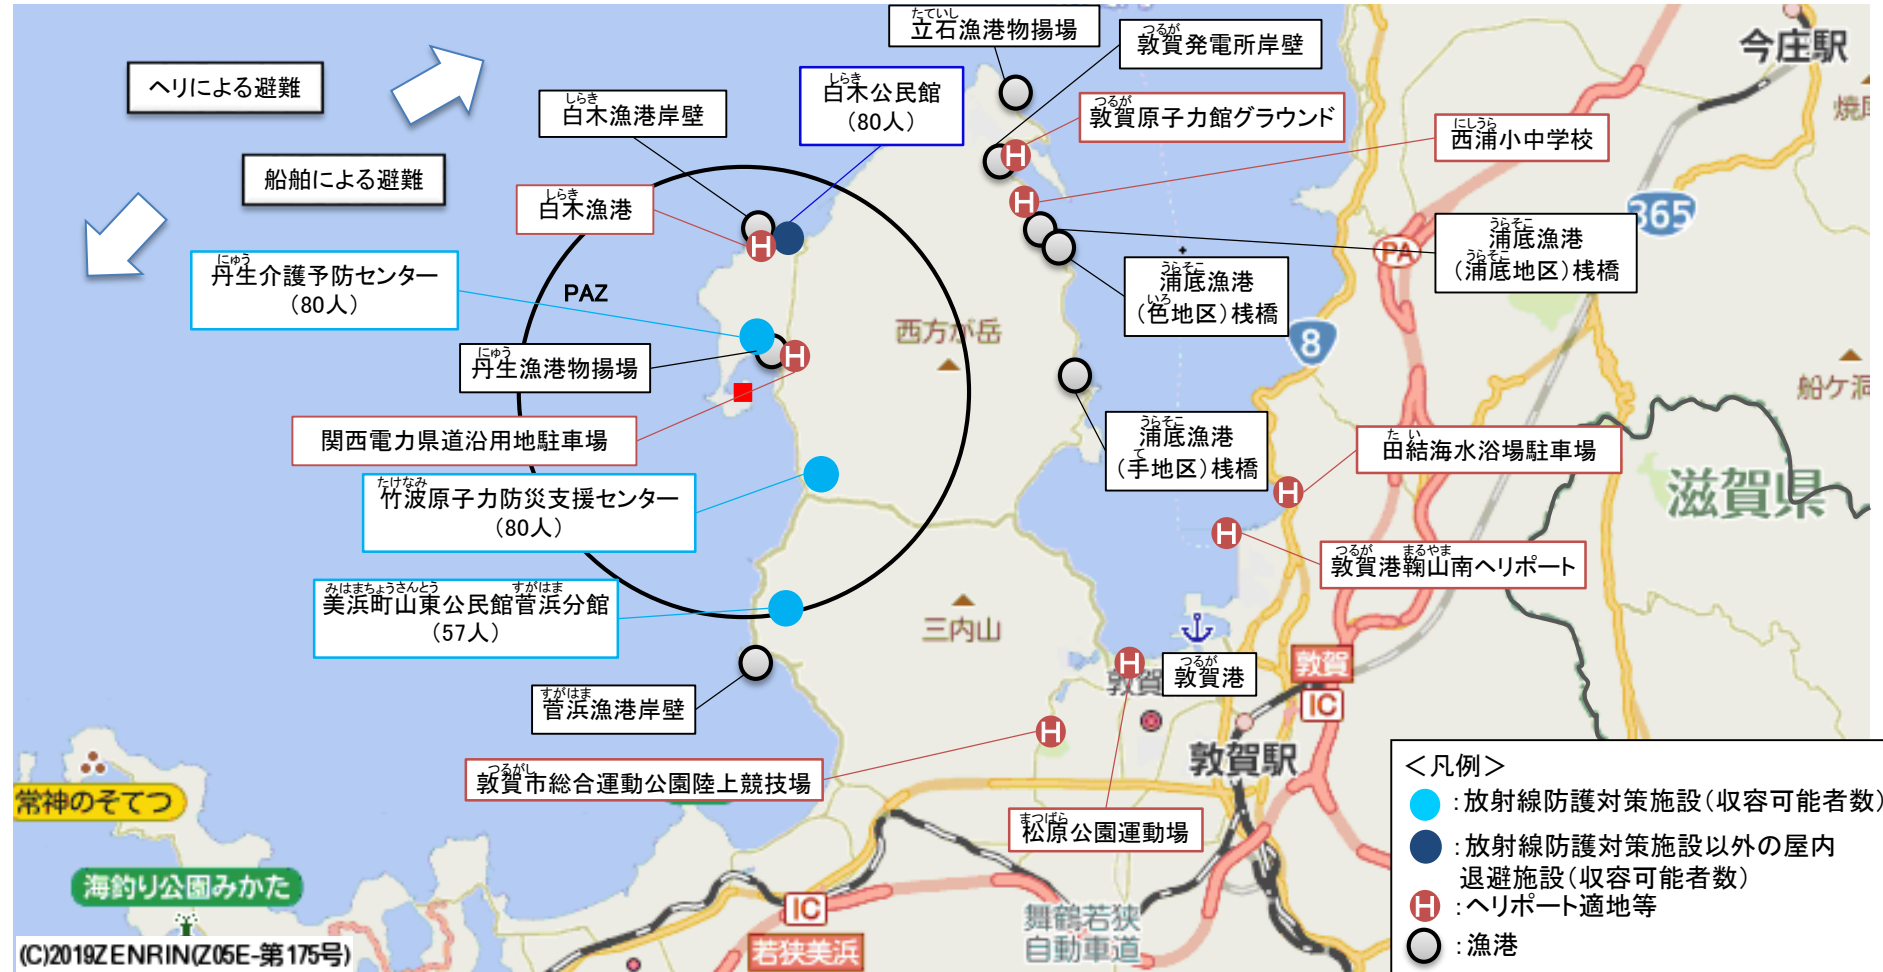 ヘリによる避難
船舶による避難
たていし
立石漁港物揚場
つるが
敦賀発電所岸壁
しらき
白木公民館
（80人）
しらき
白木漁港岸壁
つるが
敦賀原子力館グラウンド
にしうら
西浦小中学校
今庄駅
しらき
白木漁港
365
PA
うらそこ
浦底漁港
うらそこ
（浦底地区）桟橋
にゅう
丹生介護予防センター
（80人）
PAZ
うらそこ
浦底漁港
いろ
（色地区）桟橋
西方が岳
8
にゅう
丹生漁港物揚場
船ケ洞
関西電力県道沿用地駐車場
うらそこ
浦底漁港
て
（手地区）桟橋
たい
田結海水浴場駐車場
たけなみ
竹波原子力防災支援センター
（80人）
滋賀県
つるが まるやま
敦賀港鞠山南ヘリポート
みはまちょうさんとう すがはま
美浜町山東公民館菅浜分館
（57人）
三内山
敦賀
IC
つるが
敦賀港
敦賀
すがはま
菅浜漁港岸壁
敦賀駅
つるがし
敦賀市総合運動公園陸上競技場
まつばら
松原公園運動場
常神のそてつ
海釣り公園みかた
IC
若狭美浜
舞鶴若狭
自動車道
＜凡例＞
：放射線防護対策施設（収容可能者数）
：放射線防護対策施設以外の屋内
退避施設（収容可能者数）
H：ヘリポート適地等
：漁港
(C)2019ZENRIN(Z05E-第175号)